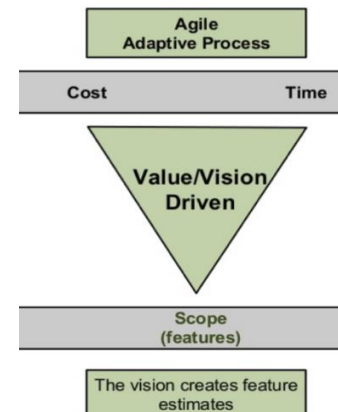 Agile
Adaptive Process
Cost Time
Value/Vision
Driven
Scope
(features)
The vision creates feature
estimates